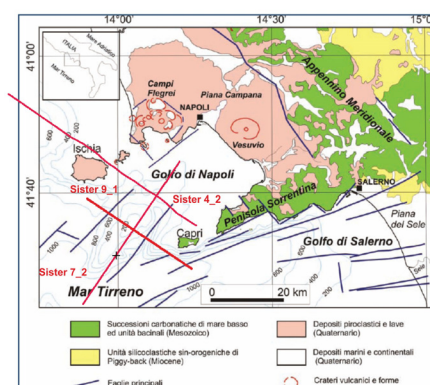 14°00'
14°30'
15°0
41°00'
41°40'
ITALIA
Mare Adriatico
Mar Tirreno
Campi
Flegrei
Piana Campana
NAPOLI
Vesuvio
Appennino Meridionale
Ischia
Golfo di Napoli
Sister 9_1
Sister 4_2
Penisola Sorrentina
SALERNO
Capri
Piana
del Sele
Golfo di Salerno
Sister 7_2
Sele
Mar Tirreno
0 20 km
Successioni carbonatiche di mare basso
ed unità bacinali (Mesozoico)
Depositi piroclastici e lave
(Quaternario)
Unità silicoclastiche sin-orogeniche di
Piggy-back (Miocene)
Depositi marini e continentali
(Quaternario)
Faglie principali
Crateri vulcanici e forme